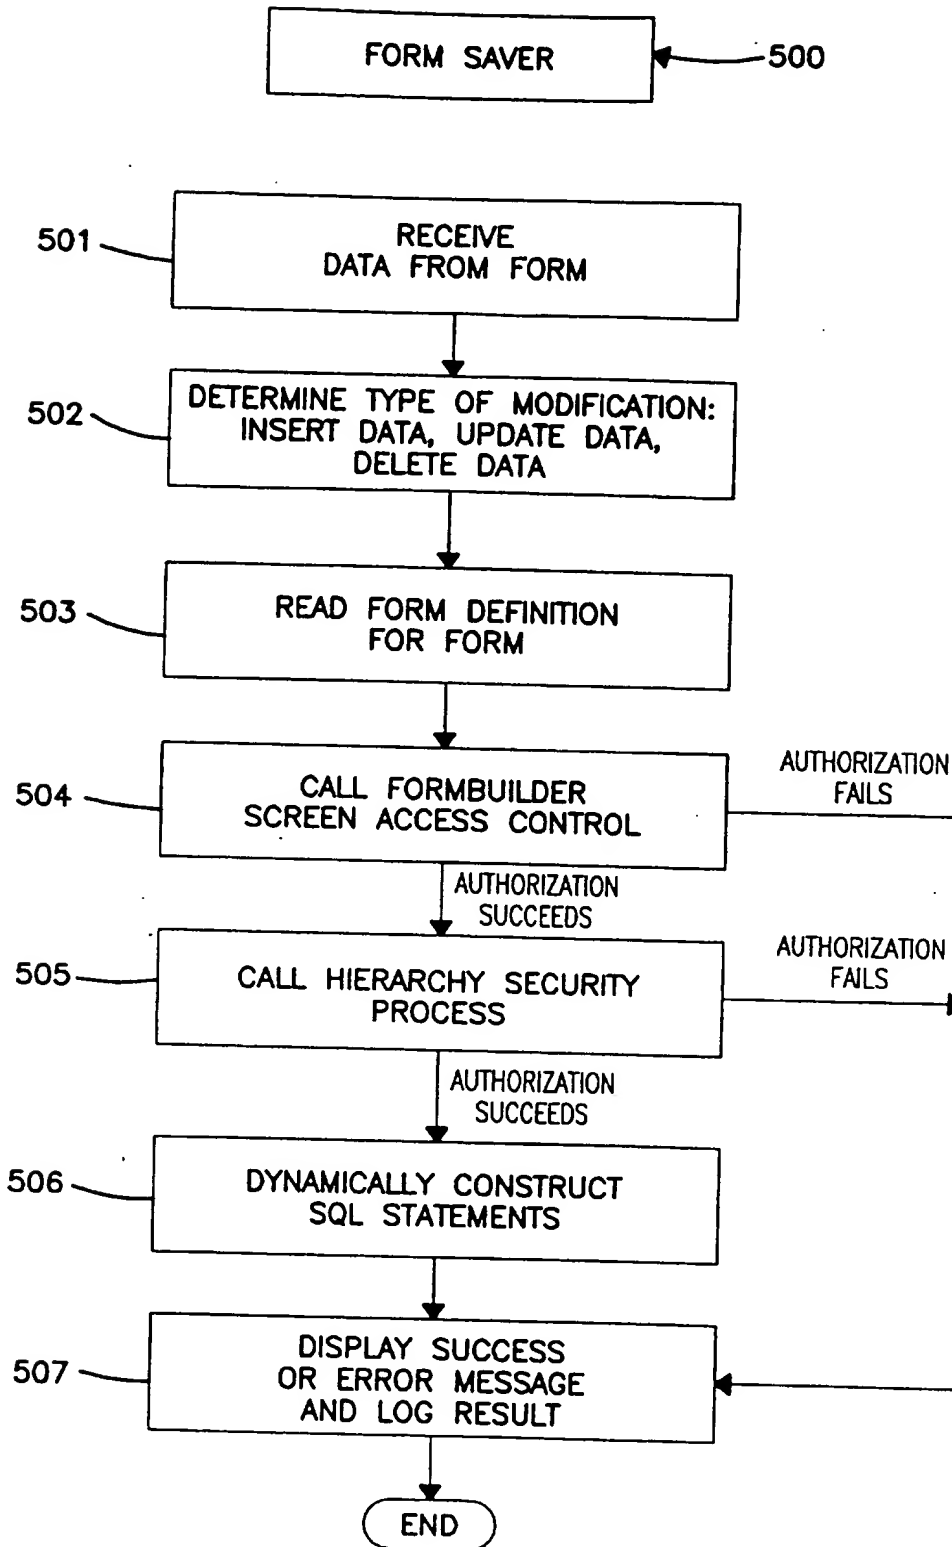 FORM SAVER
500
501
RECEIVE
DATA FROM FORM
502
DETERMINE TYPE OF MODIFICATION:
INSERT DATA, UPDATE DATA,
DELETE DATA
503
READ FORM DEFINITION
FOR FORM
504
CALL FORMBUILDER
SCREEN ACCESS CONTROL
AUTHORIZATION
FAILS
AUTHORIZATION
SUCCEEDS
505
CALL HIERARCHY SECURITY
PROCESS
AUTHORIZATION
FAILS
AUTHORIZATION
SUCCEEDS
506
DYNAMICALLY CONSTRUCT
SQL STATEMENTS
507
DISPLAY SUCCESS
OR ERROR MESSAGE
AND LOG RESULT
END